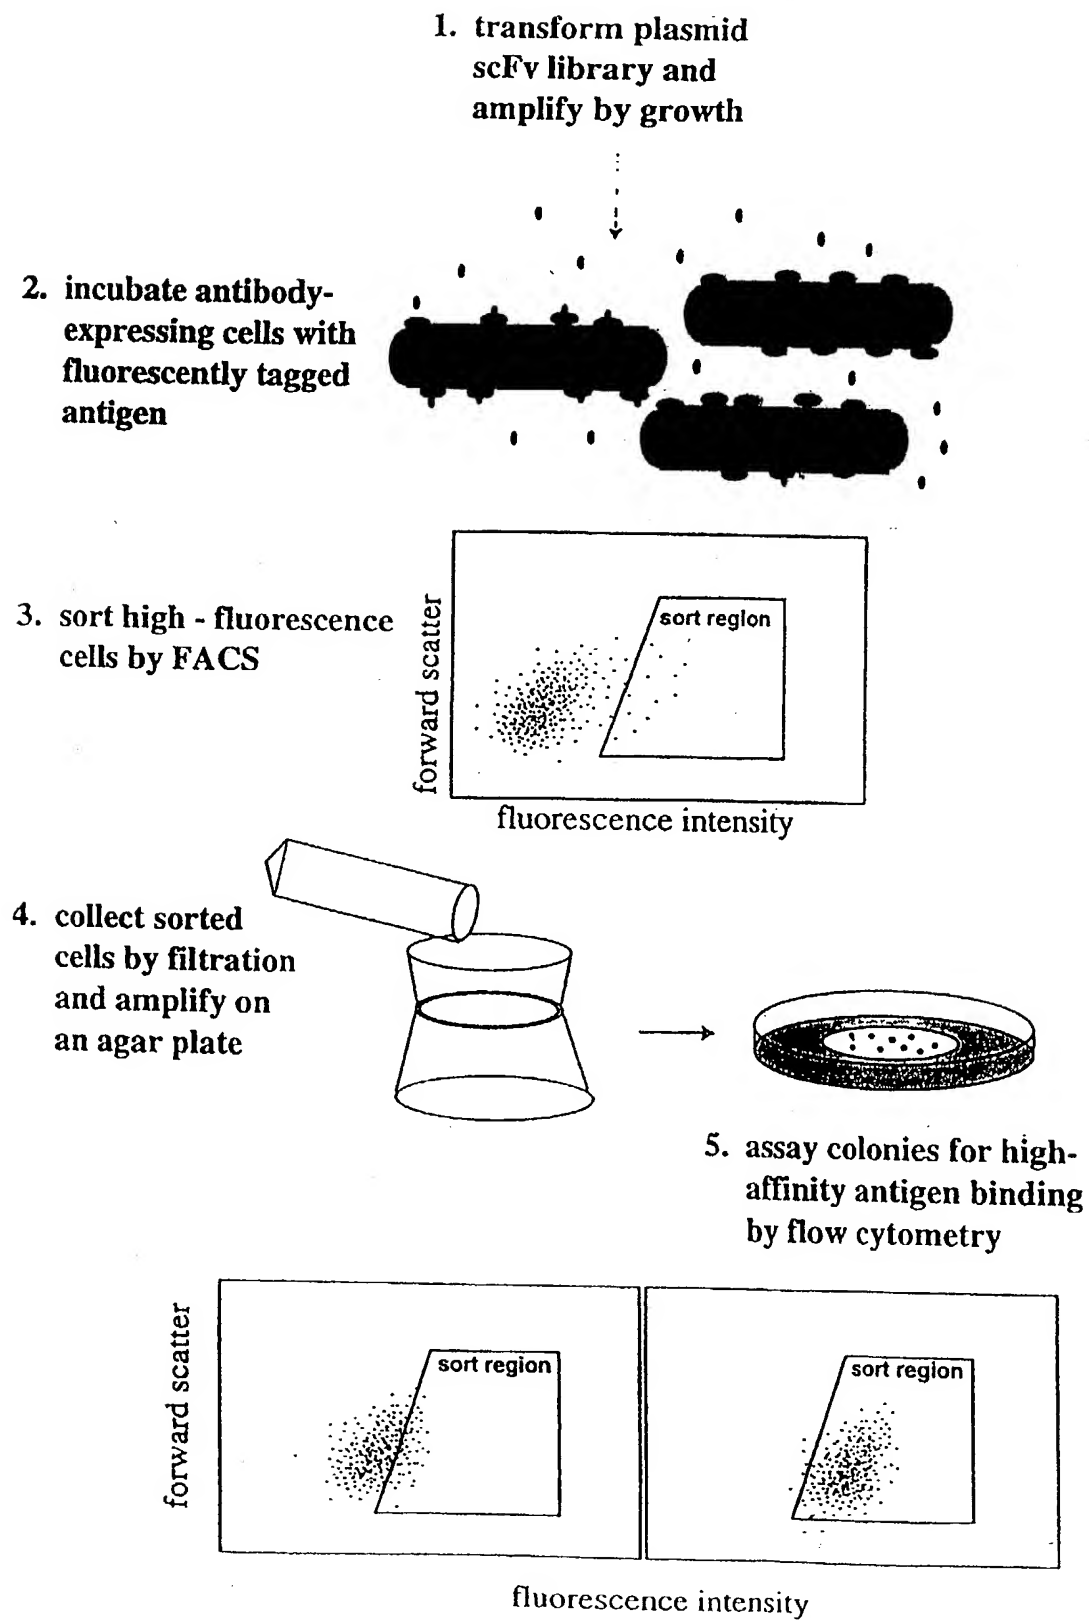 1. transform plasmid
scFv library and
amplify by growth
2. incubate antibody-
expressing cells with
fluorescently tagged
antigen
3. sort high - fluorescence
cells by FACS
forward scatter
sort region
fluorescence intensity
4. collect sorted
cells by filtration
and amplify on
an agar plate
5. assay colonies for high-
affinity antigen binding
by flow cytometry
forward scatter
sort region
sort region
fluorescence intensity